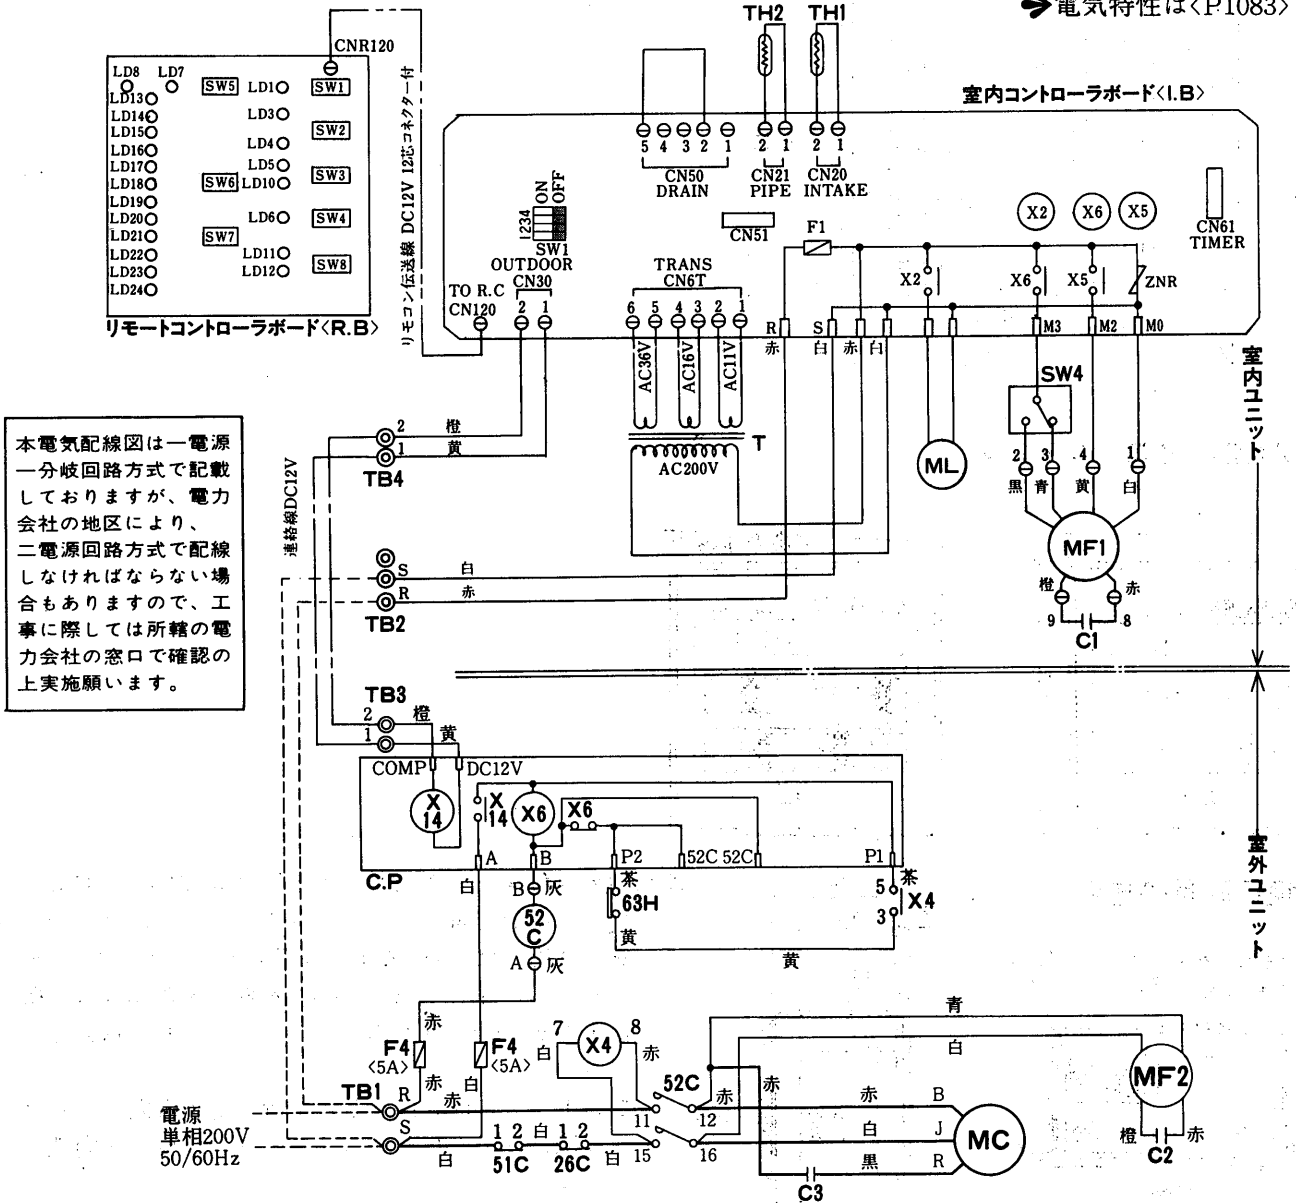 ➔電気特性は<P1083>
CNR120
LD8 LD7
SW5
LD1
SW1
LD13
LD14
LD3
LD15
SW2
LD16
LD4
LD17
LD5
SW3
LD18
SW6
LD10
LD19
LD20
LD6
SW4
LD21
SW7
LD22
LD11
LD23
LD12
SW8
LD24
リモートコントローラボード<R.B>
リモコン伝送線 DC12V 12芯コネクター付
TH2 TH1
室内コントローラボード<I.B>
5 4 3 2 1
CN50
DRAIN
2 1
CN21
PIPE
2 1
CN20
INTAKE
ON
OFF
1234
SW1
OUTDOOR
CN30
2 1
TO R.C
CN120
CN51
F1
TRANS
CN6T
6 5 4 3 2 1
X2
X6
X5
CN61
TIMER
X2
X6
X5
ZNR
R
S
M3
M2
M0
赤
白
赤
白
AC36V
AC16V
AC11V
T
AC200V
ML
SW4
2 3 4 1
黒 青 黄 白
MF1
橙
赤
9
8
C1
室内ユニット
本電気配線図は一電源
一分岐回路方式で記載
しておりますが、電力
会社の地区により、
二電源回路方式で配線
しなければならない場
合もありますので、工
事に際しては所轄の電
力会社の窓口で確認の
上実施願います。
連絡線DC12V
2 橙
1 黄
TB4
S 白
R 赤
TB2
TB3
2 橙
1 黄
COMP
DC12V
X
14
X
14
X6
X6
A
B
P2
52C
52C
P1
C.P
白
B 灰
茶
63H
黄
5
茶
3
X4
52
C
A 灰
黄
室外ユニット
赤
F4
<5A>
F4
<5A>
赤
白
7
8
X4
白
赤
52C
赤
赤
青
白
MF2
橙
赤
C2
TB1
R
赤
11
12
赤
B
電源
単相200V
50/60Hz
S
白
1 2
51C
白
1 2
26C
白
15
16
白
J
黒
R
MC
C3